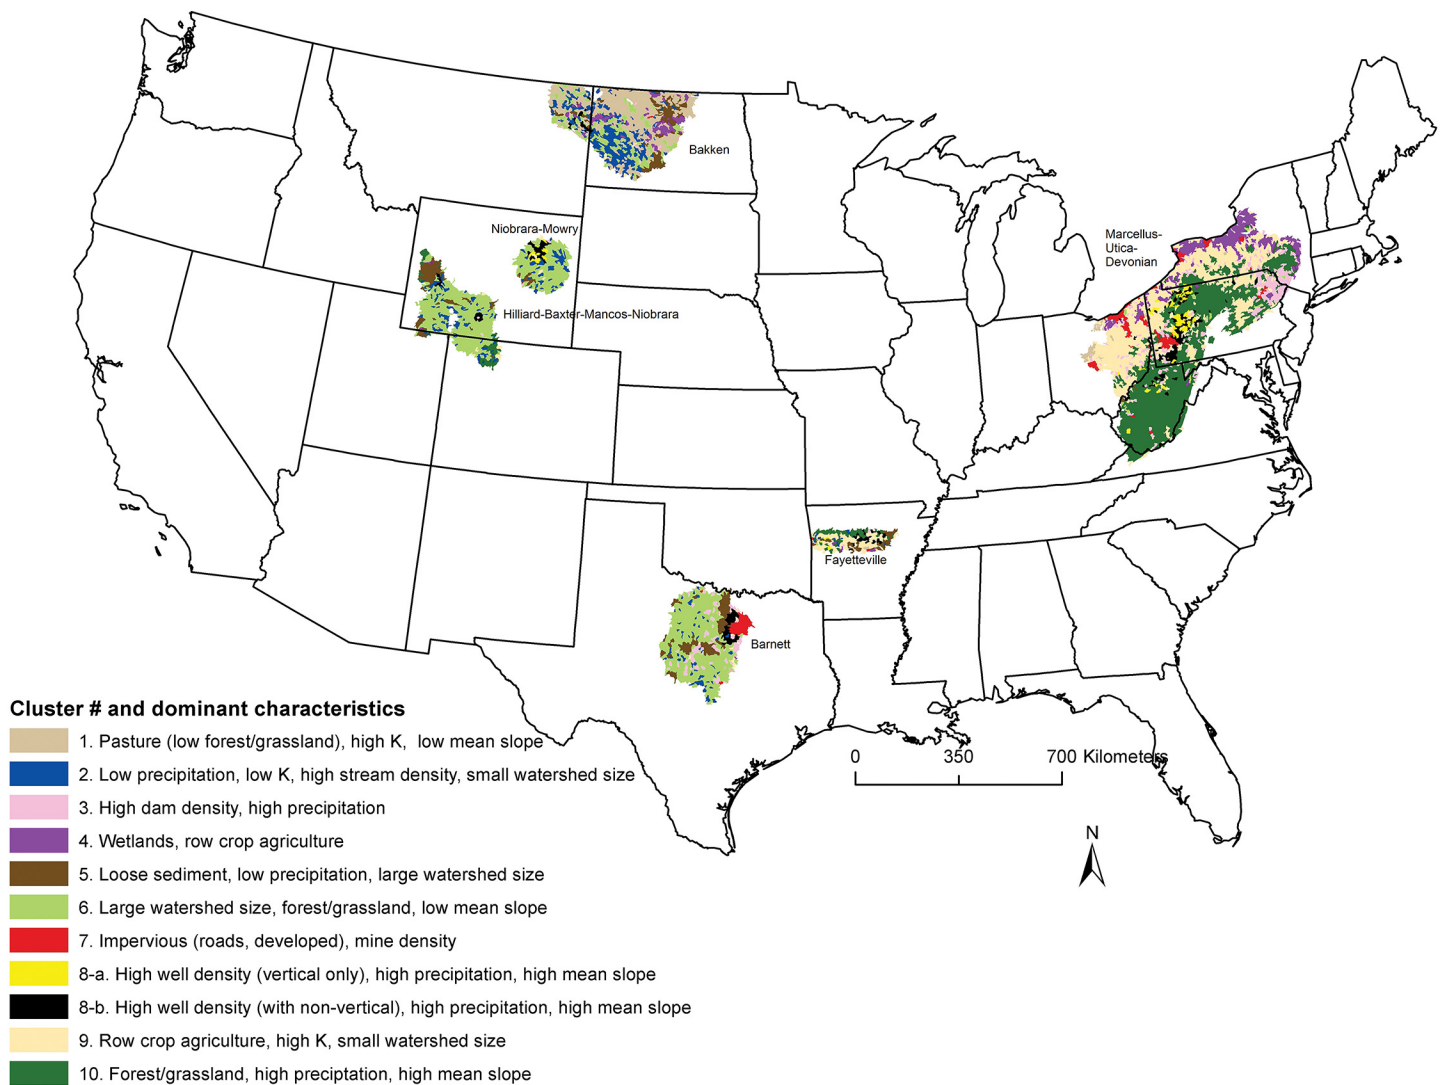 Bakken
Niobrara-Mowry
Marcellus-
Utica-
Devonian
Hilliard-Baxter-Mancos-Niobrara
Fayetteville
Barnett
Cluster # and dominant characteristics
1. Pasture (low forest/grassland), high K, low mean slope
2. Low precipitation, low K, high stream density, small watershed size
3. High dam density, high precipitation
4. Wetlands, row crop agriculture
5. Loose sediment, low precipitation, large watershed size
6. Large watershed size, forest/grassland, low mean slope
7. Impervious (roads, developed), mine density
8-a. High well density (vertical only), high precipitation, high mean slope
8-b. High well density (with non-vertical), high precipitation, high mean slope
9. Row crop agriculture, high K, small watershed size
10. Forest/grassland, high preciptation, high mean slope
0 350 700 Kilometers
N